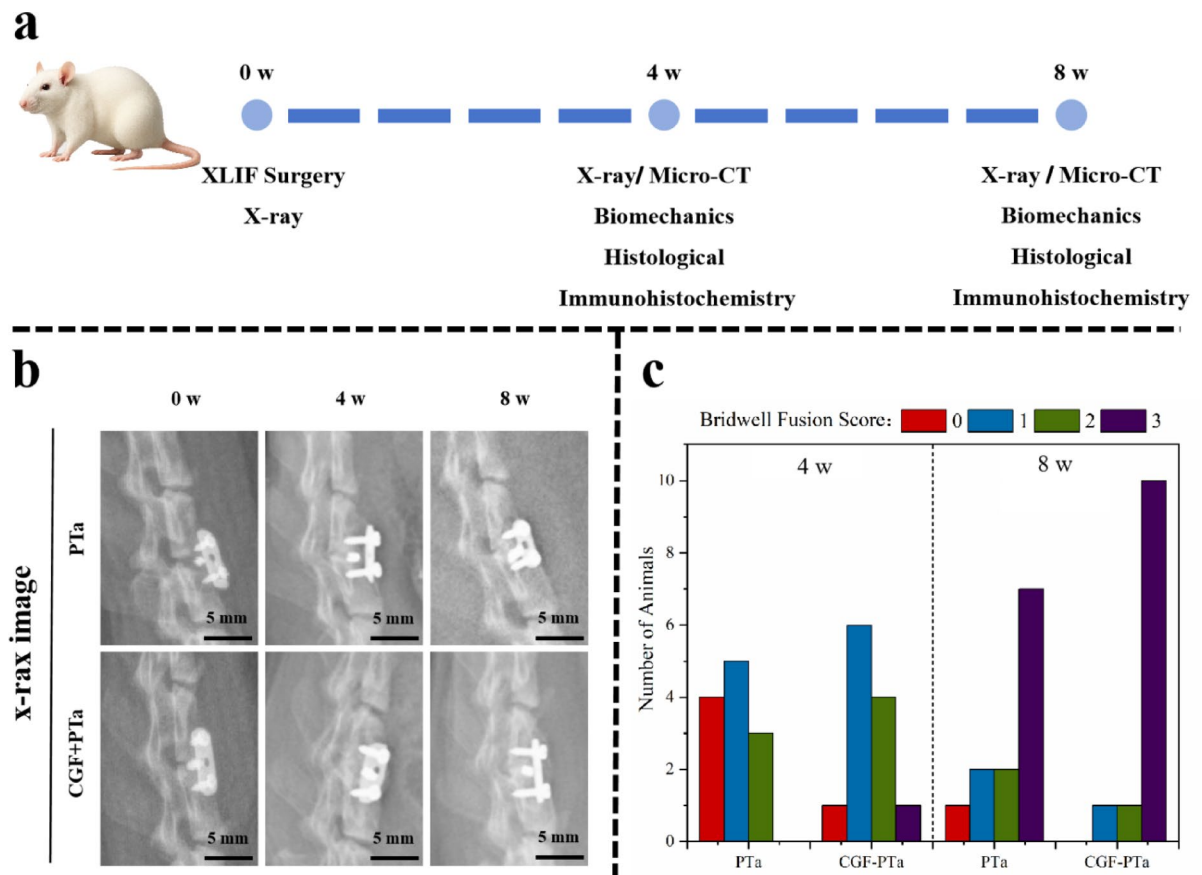 a
0 w
4 w
8 w
XLIF Surgery
X-ray/ Micro-CT
X-ray / Micro-CT
X-ray
Biomechanics
Biomechanics
Histological
Histological
Immunohistochemistry
Immunohistochemistry
b
0 w
4 w
8 w
x-rax image
PTa
5 mm
5 mm
5 mm
CGF+PTa
5 mm
5 mm
5 mm
c
Bridwell Fusion Score: 0 1 2 3
4 w
8 w
Number of Animals
10
8
6
4
2
0
PTa
CGF-PTa
PTa
CGF-PTa